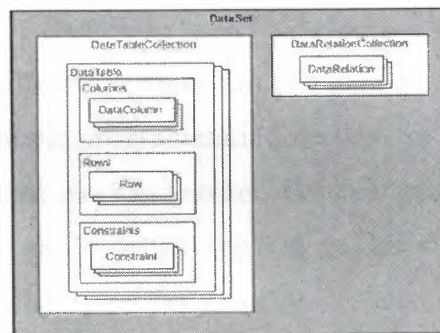 DataSet
DataTableCollection
DataTable
Columns
DataColumn
Rows
Row
Constraints
Constraint
DataRelationCollection
DataRelation